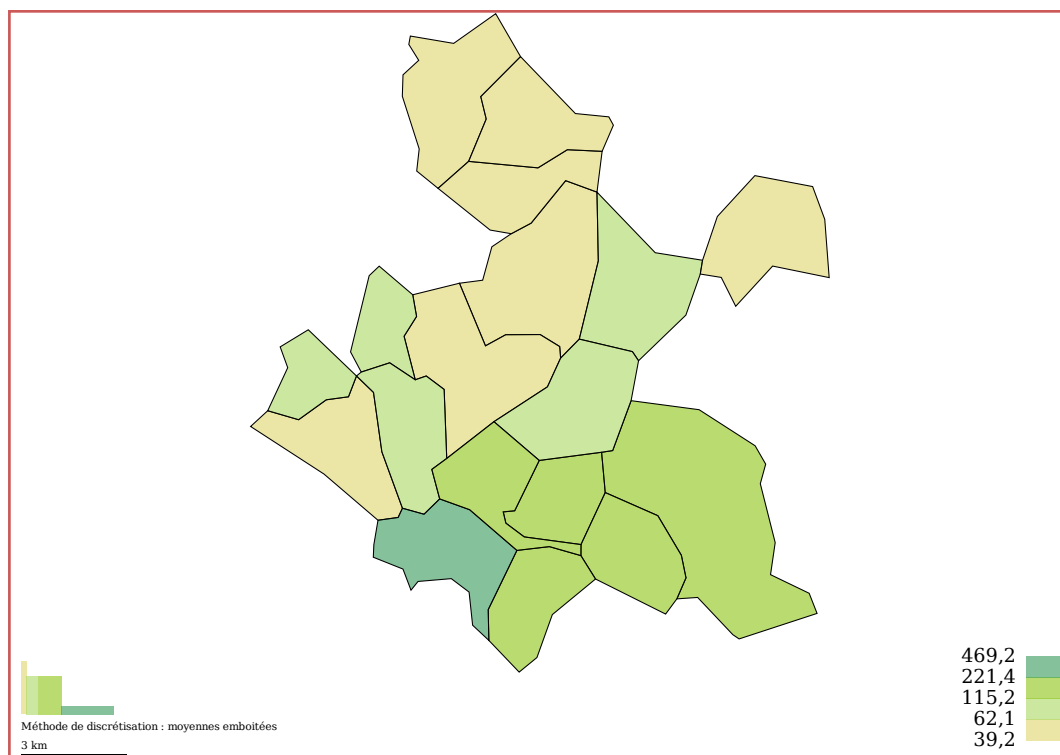 469,2
221,4
115,2
62,1
39,2
Méthode de discrétisation : moyennes emboitées
3 km